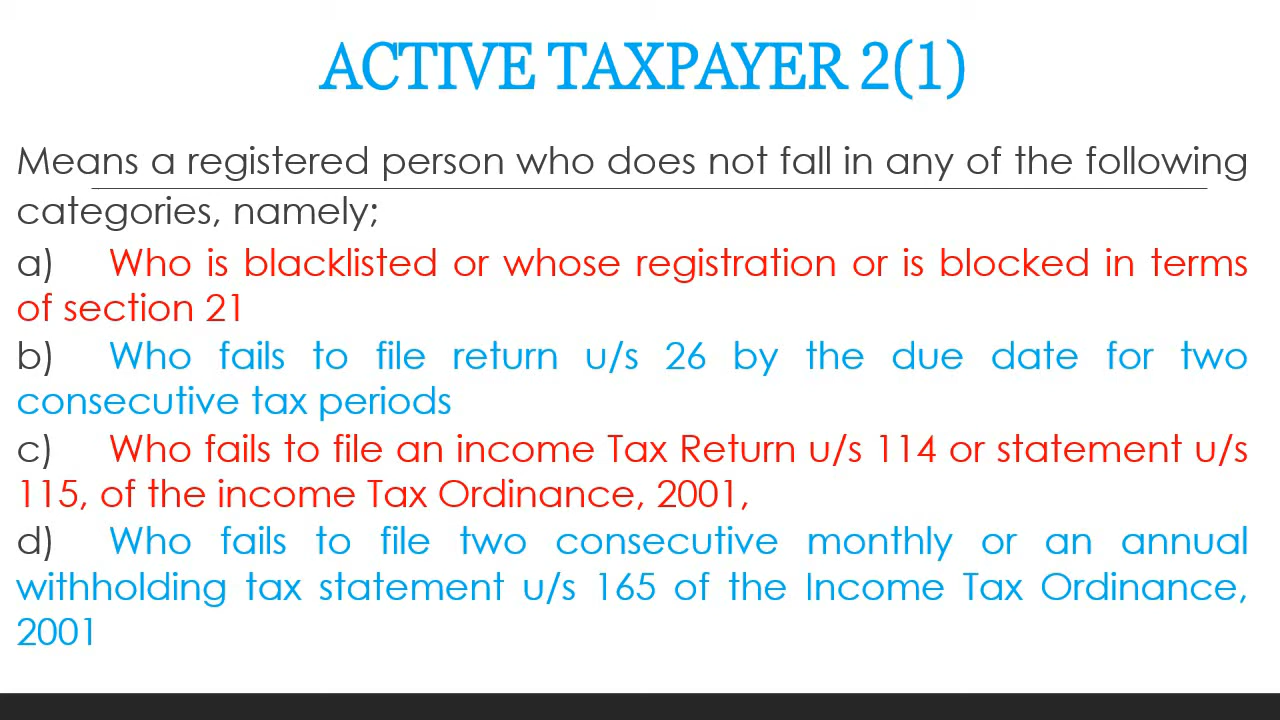 ACTIVE TAXPAYER 2(1)
Means a registered person who does not fall in any of the following
categories, namely;
a) Who is blacklisted or whose registration or is blocked in terms
of section 21
b) Who fails to file return u/s 26 by the due date for two
consecutive tax periods
c) Who fails to file an income Tax Return u/s 114 or statement u/s
115, of the income Tax Ordinance, 2001,
d) Who fails to file two consecutive monthly or an annual
withholding tax statement u/s 165 of the Income Tax Ordinance,
2001